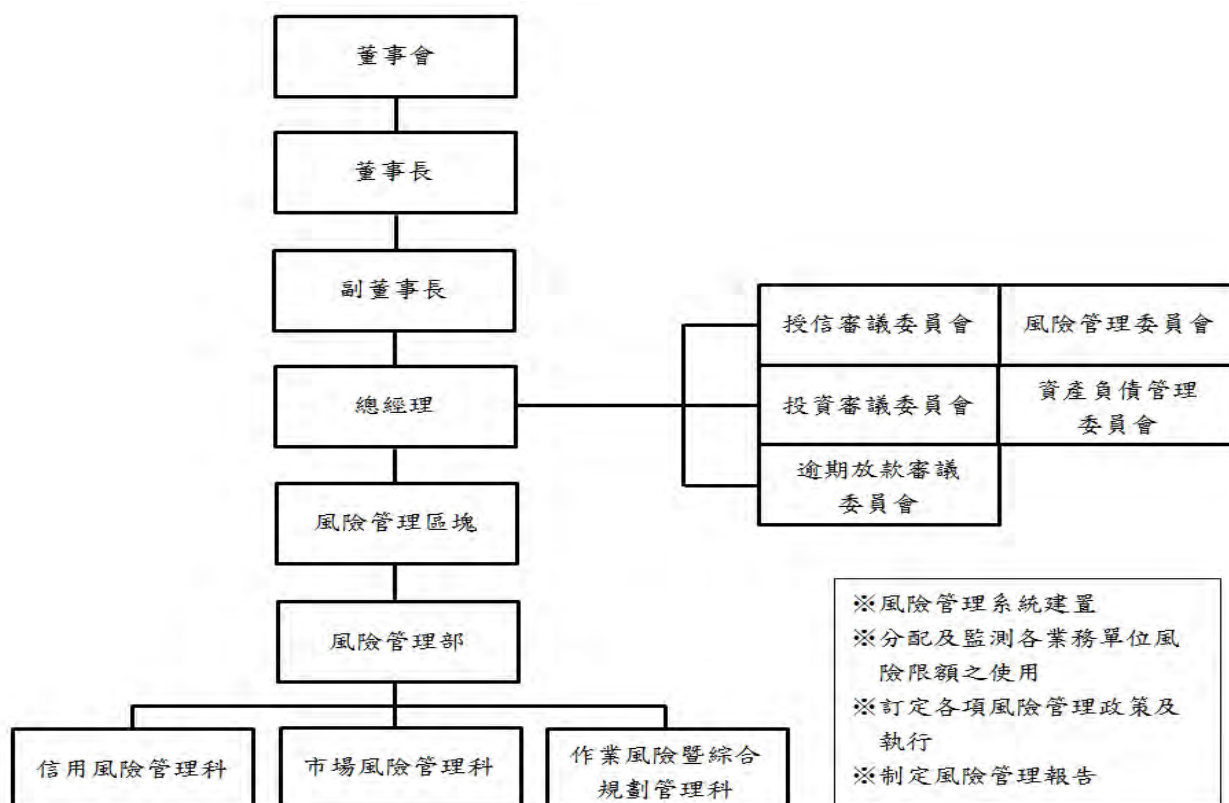 董事會
董事長
副董事長
總經理
授信審議委員會
風險管理委員會
投資審議委員會
資產負債管理
委員會
逾期放款審議
委員會
風險管理區塊
風險管理部
信用風險管理科
市場風險管理科
作業風險暨綜合
規劃管理科
※風險管理系統建置
※分配及監測各業務單位風
險限額之使用
※訂定各項風險管理政策及
執行
※制定風險管理報告